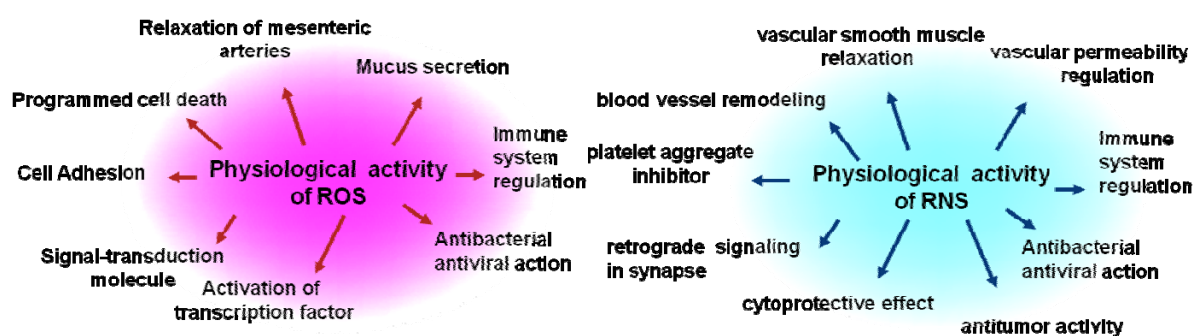 Relaxation of mesenteric
arteries
Mucus secretion
Programmed cell death
Immune
system
regulation
Cell Adhesion
Physiological activity
of ROS
Signal-transduction
molecule
Antibacterial
antiviral action
Activation of
transcription factor
vascular smooth muscle
relaxation
vascular permeability
regulation
blood vessel remodeling
Immune
system
regulation
platelet aggregate
inhibitor
Physiological activity
of RNS
retrograde signaling
in synapse
Antibacterial
antiviral action
cytoprotective effect
antitumor activity